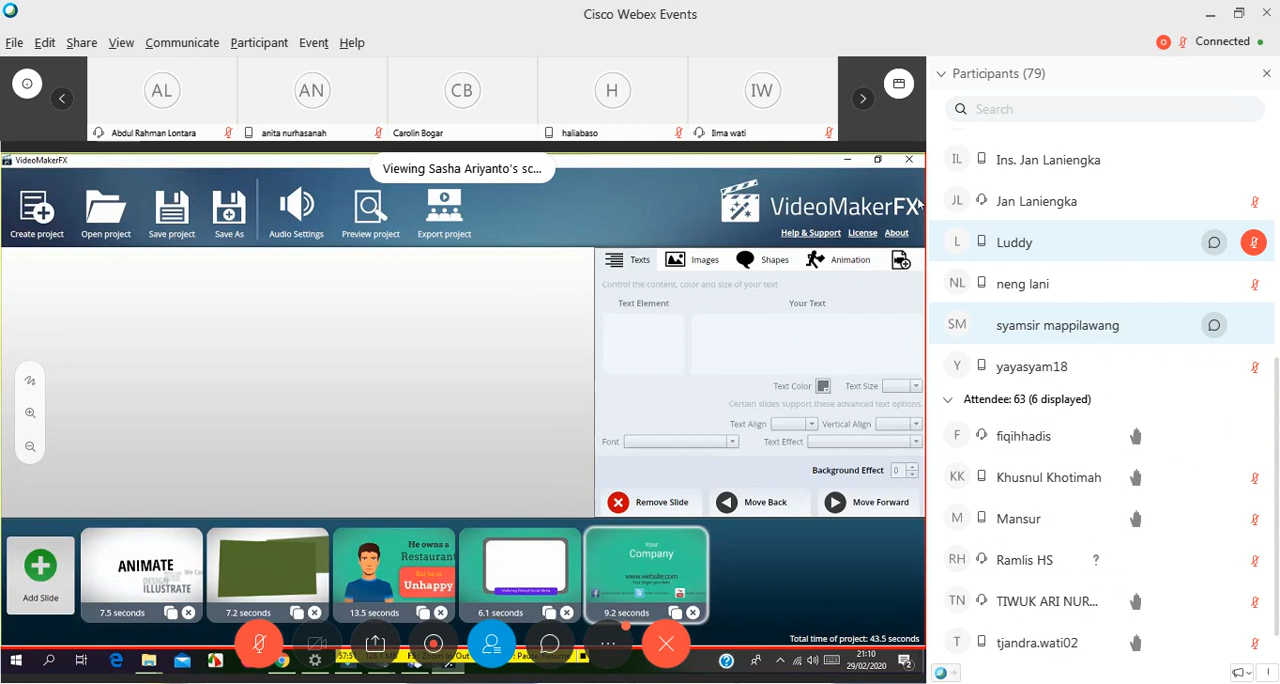 Cisco Webex Events
File Edit Share View Communicate Participant Event Help
Connected
AL AN CB H IW
Abdul Rahman Lontara anita nurhasanah Carolin Bogar haliabaso Ilma wati
VideoMakerFX
Viewing Sasha Ariyanto's sc...
Create project Open project Save project Save As Audio Settings Preview project Export project
VideoMakerFX
Help & Support License About
Texts Images Shapes Animation
Control the content, color and size of your text
Text Element Your Text
Text Color Text Size
Certain slides support these advanced text options
Text Align Vertical Align
Font Text Effect
Background Effect 0
Remove Slide Move Back Move Forward
Add Slide
ANIMATE
DESIGN
ILLUSTRATE
7.5 seconds
7.2 seconds
He owns a
Restaurant
Unhappy
13.5 seconds
6.1 seconds
Your
Company
www.website.com
9.2 seconds
Total time of project: 43.5 seconds
21:10
29/02/2020
2
Participants (79)
Search
IL Ins. Jan Laniengka
JL Jan Laniengka
L Luddy
NL neng lani
SM syamsir mappilawang
Y yayasyam18
Attendee: 63 (6 displayed)
F fiqihhadis
KK Khusnul Khotimah
M Mansur
RH Ramlis HS ?
TN TIWUK ARI NUR...
T tjandra.wati02